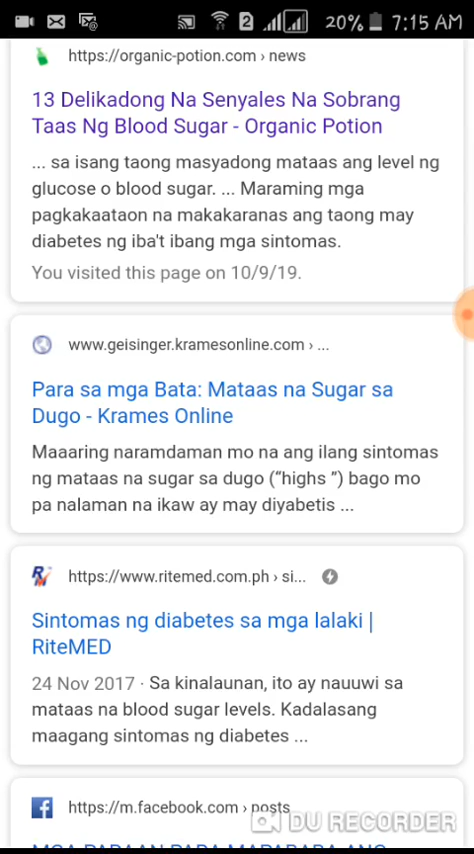 2 20% 7:15 AM
https://organic-potion.com › news
13 Delikadong Na Senyales Na Sobrang
Taas Ng Blood Sugar - Organic Potion
... sa isang taong masyadong mataas ang level ng
glucose o blood sugar. ... Maraming mga
pagkakaataon na makakaranas ang taong may
diabetes ng iba't ibang mga sintomas.
You visited this page on 10/9/19.
www.geisinger.kramesonline.com › ...
Para sa mga Bata: Mataas na Sugar sa
Dugo - Krames Online
Maaaring naramdaman mo na ang ilang sintomas
ng mataas na sugar sa dugo (“highs ”) bago mo
pa nalaman na ikaw ay may diyabetis ...
https://www.ritemed.com.ph › si...
Sintomas ng diabetes sa mga lalaki |
RiteMED
24 Nov 2017 · Sa kinalaunan, ito ay nauuwi sa
mataas na blood sugar levels. Kadalasang
maagang sintomas ng diabetes ...
https://m.facebook.com › posts
DU RECORDER
MGA PARAAN PARA MAPABABA ANG